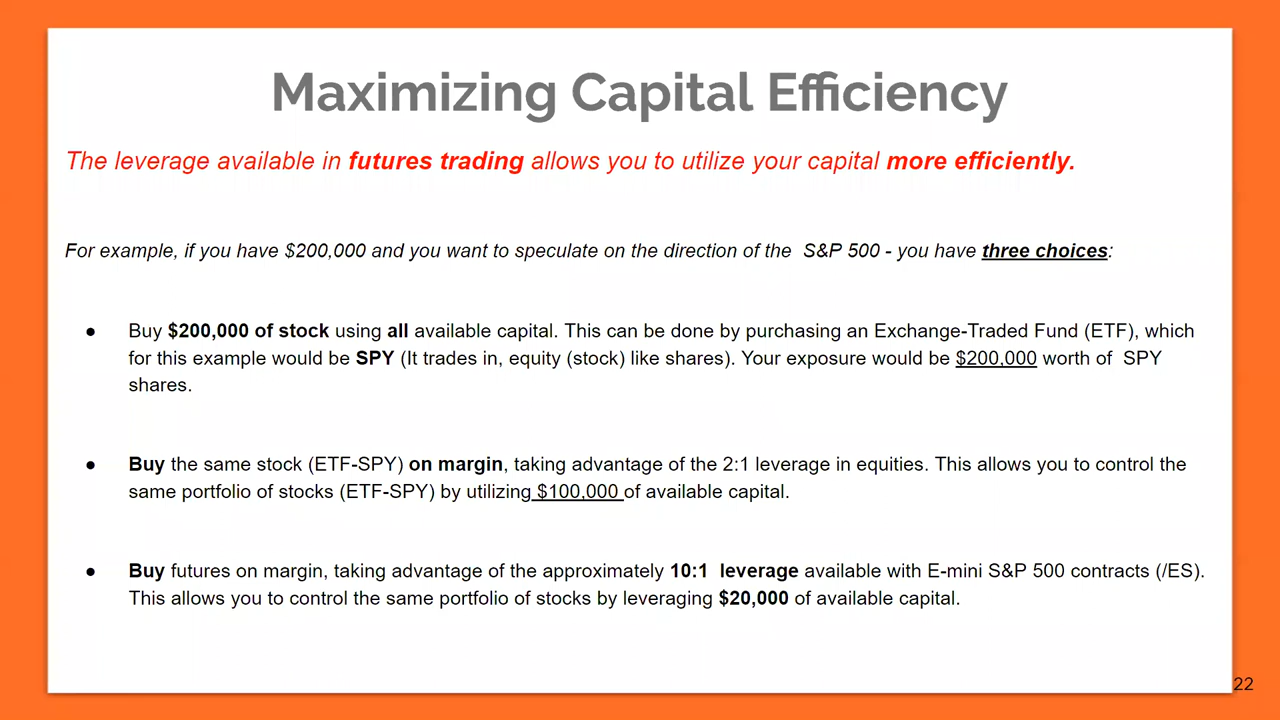 Maximizing Capital Efficiency
The leverage available in futures trading allows you to utilize your capital more efficiently.
For example, if you have $200,000 and you want to speculate on the direction of the  S&P 500 - you have three choices:
● Buy $200,000 of stock using all available capital. This can be done by purchasing an Exchange-Traded Fund (ETF), which
for this example would be SPY (It trades in, equity (stock) like shares). Your exposure would be $200,000 worth of  SPY
shares.
● Buy the same stock (ETF-SPY) on margin, taking advantage of the 2:1 leverage in equities. This allows you to control the
same portfolio of stocks (ETF-SPY) by utilizing $100,000 of available capital.
● Buy futures on margin, taking advantage of the approximately 10:1  leverage available with E-mini S&P 500 contracts (/ES).
This allows you to control the same portfolio of stocks by leveraging $20,000 of available capital.
22